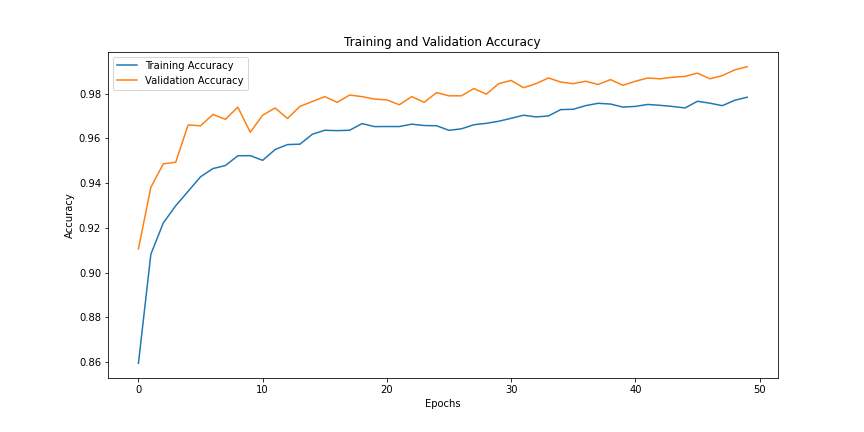 Training and Validation Accuracy
Training Accuracy
Validation Accuracy
0.98
0.96
0.94
0.92
0.90
0.88
0.86
Accuracy
0 10 20 30 40 50
Epochs